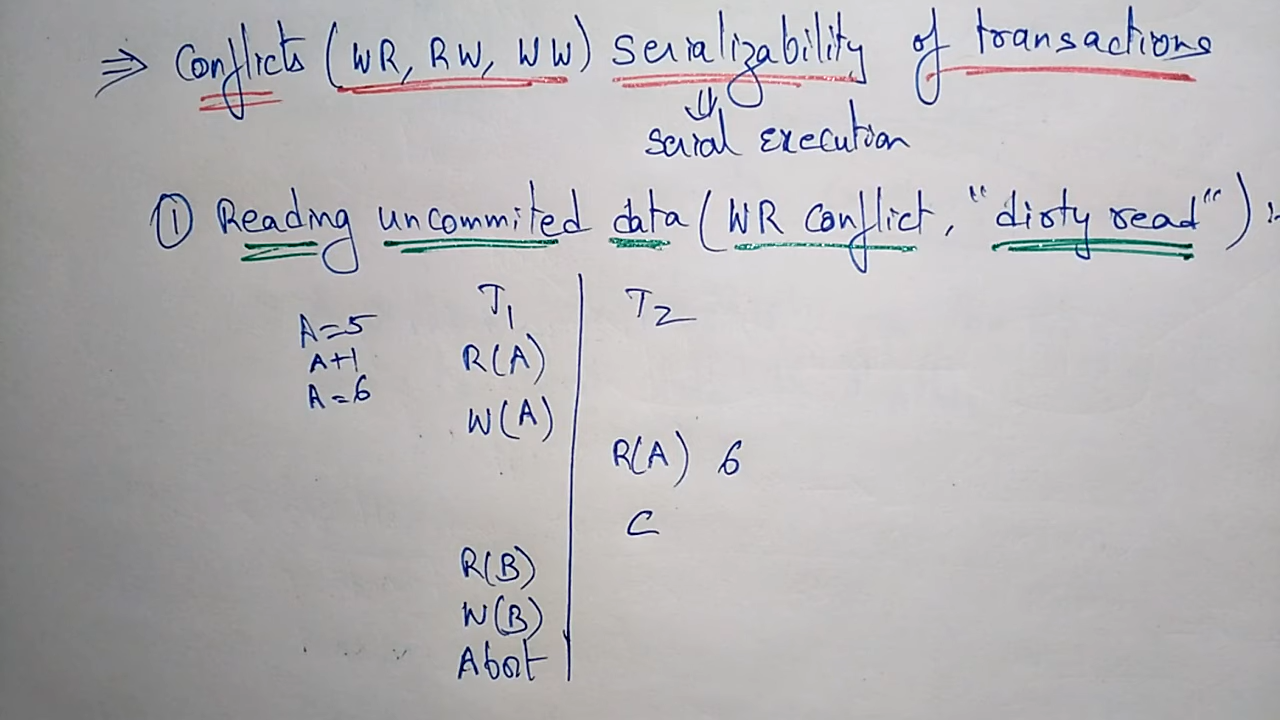 ⇒ Conflicts (WR, RW, WW) Serializability of transactions
⇓
serial execution
① Reading uncommited data (WR Conflict, "dirty read") :
T1 T2
A=5
R(A)
A+1
A=6
W(A)
R(A) 6
C
R(B)
W(B)
Abort